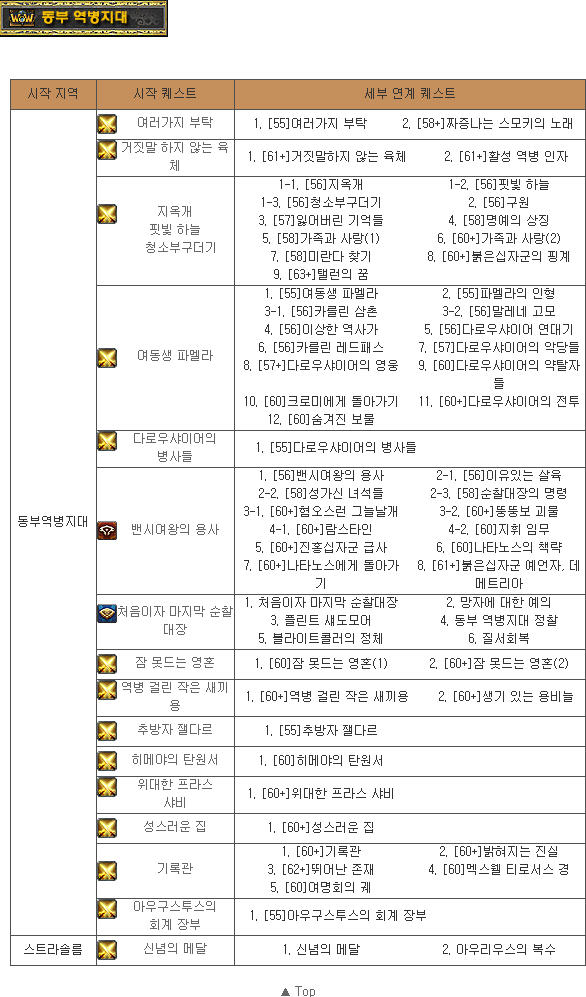 WoW 동부 역병지대
시작 지역 시작 퀘스트 세부 연계 퀘스트
여러가지 부탁 1. [55]여러가지 부탁 2. [58+]짜증나는 스모키의 노래
거짓말 하지 않는 육
체
1. [61+]거짓말하지 않는 육체 2. [61+]활성 역병 인자
지옥개
핏빛 하늘
청소부구더기
1-1. [56]지옥개 1-2. [56]핏빛 하늘
1-3. [56]청소부구더기 2. [56]구원
3. [57]잃어버린 기억들 4. [58]명예의 상징
5. [58]가족과 사랑(1) 6. [60+]가족과 사랑(2)
7. [58]미란다 찾기 8. [60+]붉은십자군의 핑계
9. [63+]탤런의 꿈
여동생 파멜라
1. [55]여동생 파멜라 2. [55]파멜라의 인형
3-1. [56]카를린 삼촌 3-2. [56]말레네 고모
4. [56]이상한 역사가 5. [56]다로우샤이어 연대기
6. [56]카를린 레드패스 7. [57]다로우샤이어의 악당들
8. [57+]다로우샤이어의 영웅 9. [60]다로우샤이어의 약탈자
들
10. [60]크로미에게 돌아가기 11. [60+]다로우샤이어의 전투
12. [60]숨겨진 보물
다로우샤이어의
병사들
1. [55]다로우샤이어의 병사들
동부역병지대
밴시여왕의 용사
1. [56]밴시여왕의 용사 2-1. [56]이유있는 살육
2-2. [58]성가신 녀석들 2-3. [58]순찰대장의 명령
3-1. [60+]혐오스런 그늘날개 3-2. [60+]뚱뚱보 괴물
4-1. [60+]람스타인 4-2. [60]지휘 임무
5. [60+]진홍십자군 급사 6. [60]나타노스의 책략
7. [60+]나타노스에게 돌아가
기
8. [61+]붉은십자군 예언자, 데
메트리아
처음이자 마지막 순찰
대장
1. 처음이자 마지막 순찰대장 2. 망자에 대한 예의
3. 플린트 섀도모어 4. 동부 역병지대 정찰
5. 블라이트콜러의 정체 6. 질서회복
잠 못드는 영혼 1. [60]잠 못드는 영혼(1) 2. [60+]잠 못드는 영혼(2)
역병 걸린 작은 새끼
용
1. [60+]역병 걸린 작은 새끼용 2. [60+]생기 있는 용비늘
추방자 잴다르 1. [55]추방자 잴다르
히메야의 탄원서 1. [60]히메야의 탄원서
위대한 프라스
샤비
1. [60+]위대한 프라스 샤비
성스러운 집 1. [60+]성스러운 집
기록관
1. [60+]기록관 2. [60+]밝혀지는 진실
3. [62+]뛰어난 존재 4. [60]멕스웰 티로서스 경
5. [60]여명회의 궤
아우구스투스의
회계 장부
1. [55]아우구스투스의 회계 장부
스트라솔름 신념의 메달 1. 신념의 메달 2. 아우리우스의 복수
▲ Top